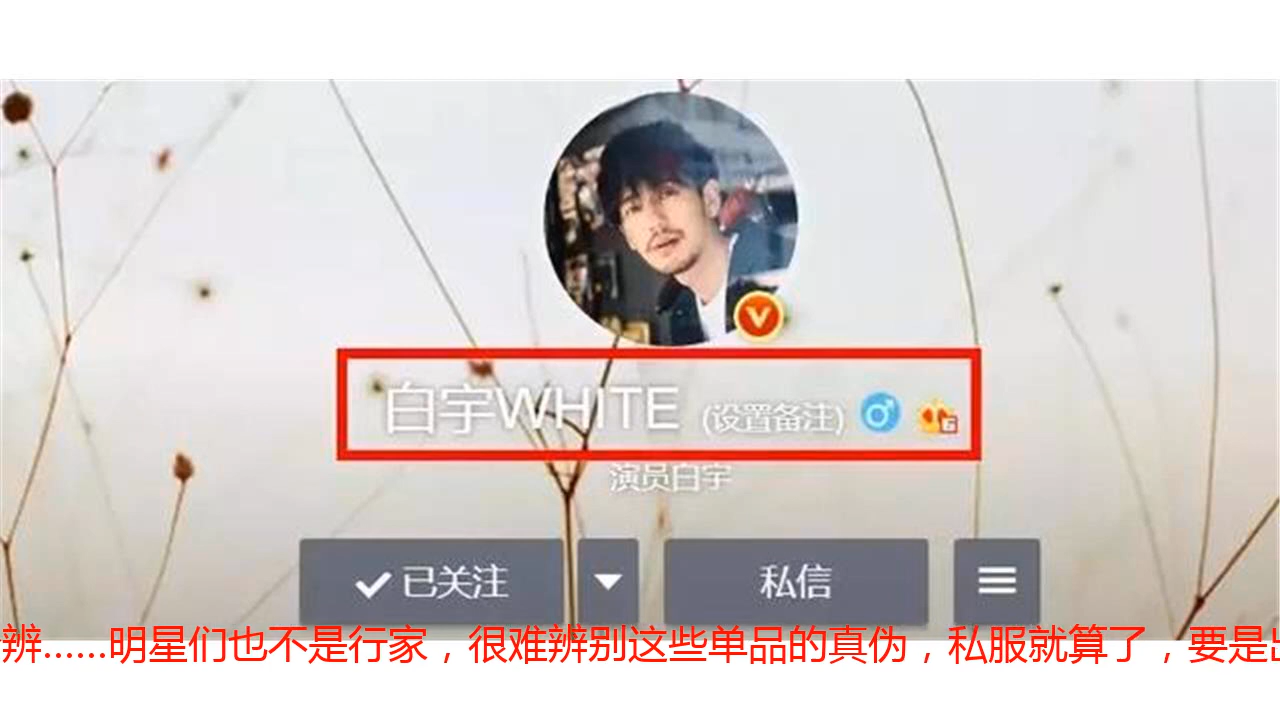 白宇WHITE (设置备注)
演员白宇
已关注
私信
辨……明星们也不是行家，很难辨别这些单品的真伪，私服就算了，要是